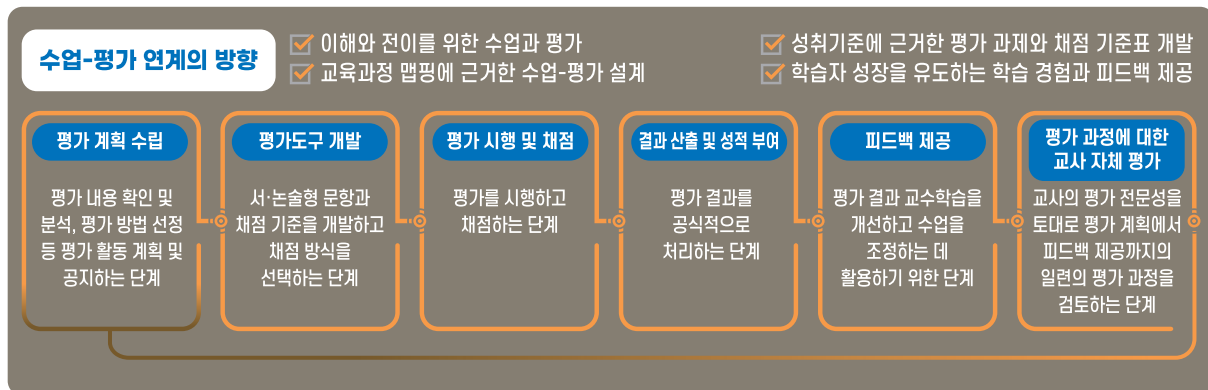 수업-평가 연계의 방향
이해와 전이를 위한 수업과 평가
교육과정 맵핑에 근거한 수업-평가 설계
성취기준에 근거한 평가 과제와 채점 기준표 개발
학습자 성장을 유도하는 학습 경험과 피드백 제공
평가 계획 수립
평가 내용 확인 및
분석, 평가 방법 선정
등 평가 활동 계획 및
공지하는 단계
평가도구 개발
서·논술형 문항과
채점 기준을 개발하고
채점 방식을
선택하는 단계
평가 시행 및 채점
평가를 시행하고
채점하는 단계
결과 산출 및 성적 부여
평가 결과를
공식적으로
처리하는 단계
피드백 제공
평가 결과 교수학습을
개선하고 수업을
조정하는 데
활용하기 위한 단계
평가 과정에 대한
교사 자체 평가
교사의 평가 전문성을
토대로 평가 계획에서
피드백 제공까지의
일련의 평가 과정을
검토하는 단계